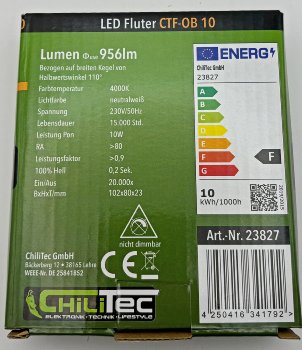 LED Fluter CTF-OB 10
Lumen Φuse 956lm
Bezogen auf breiten Kegel von
Halbwertswinkel 110°
Farbtemperatur 4000K
Lichtfarbe neutralweiß
Spannung 230V/50Hz
Lebensdauer 15.000 Std.
Leistung Pon 10W
RA >80
Leistungsfaktor >0,9
100% Hell 0,2 Sek.
Ein/Aus 20.000x
BxHxT/mm 102x80x23
nicht dimmbar
ChiliTec GmbH
Bäckerberg 12 • 38165 Lehre
WEEE-Nr. DE 25841852
CE
CHILITEC
ELEKTRONIK • TECHNIK • LIFESTYLE
ENERG
ChiliTec GmbH
23827
A
B
C
D
E
F
G
F
10
kWh/1000h
2019/2015
Art.-Nr. 23827
4 250416 341792 >